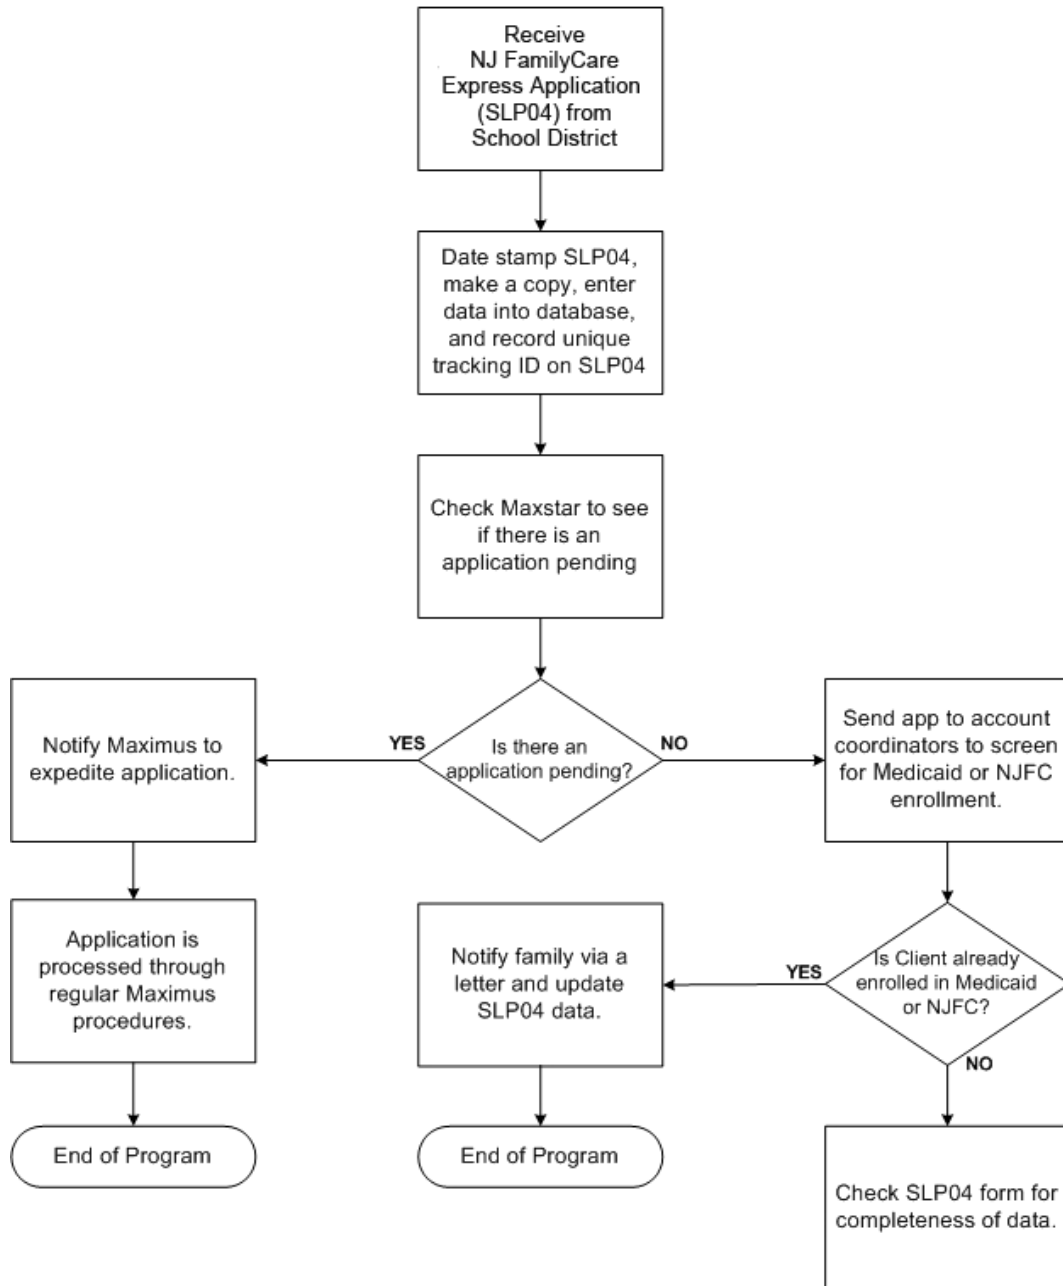 Receive
NJ FamilyCare
Express Application
(SLP04) from
School District
Date stamp SLP04,
make a copy, enter
data into database,
and record unique
tracking ID on SLP04
Check Maxstar to see
if there is an
application pending
Is there an
application pending?
YES
NO
Notify Maximus to
expedite application.
Send app to account
coordinators to screen
for Medicaid or NJFC
enrollment.
Application is
processed through
regular Maximus
procedures.
Notify family via a
letter and update
SLP04 data.
YES
Is Client already
enrolled in Medicaid
or NJFC?
NO
End of Program
End of Program
Check SLP04 form for
completeness of data.